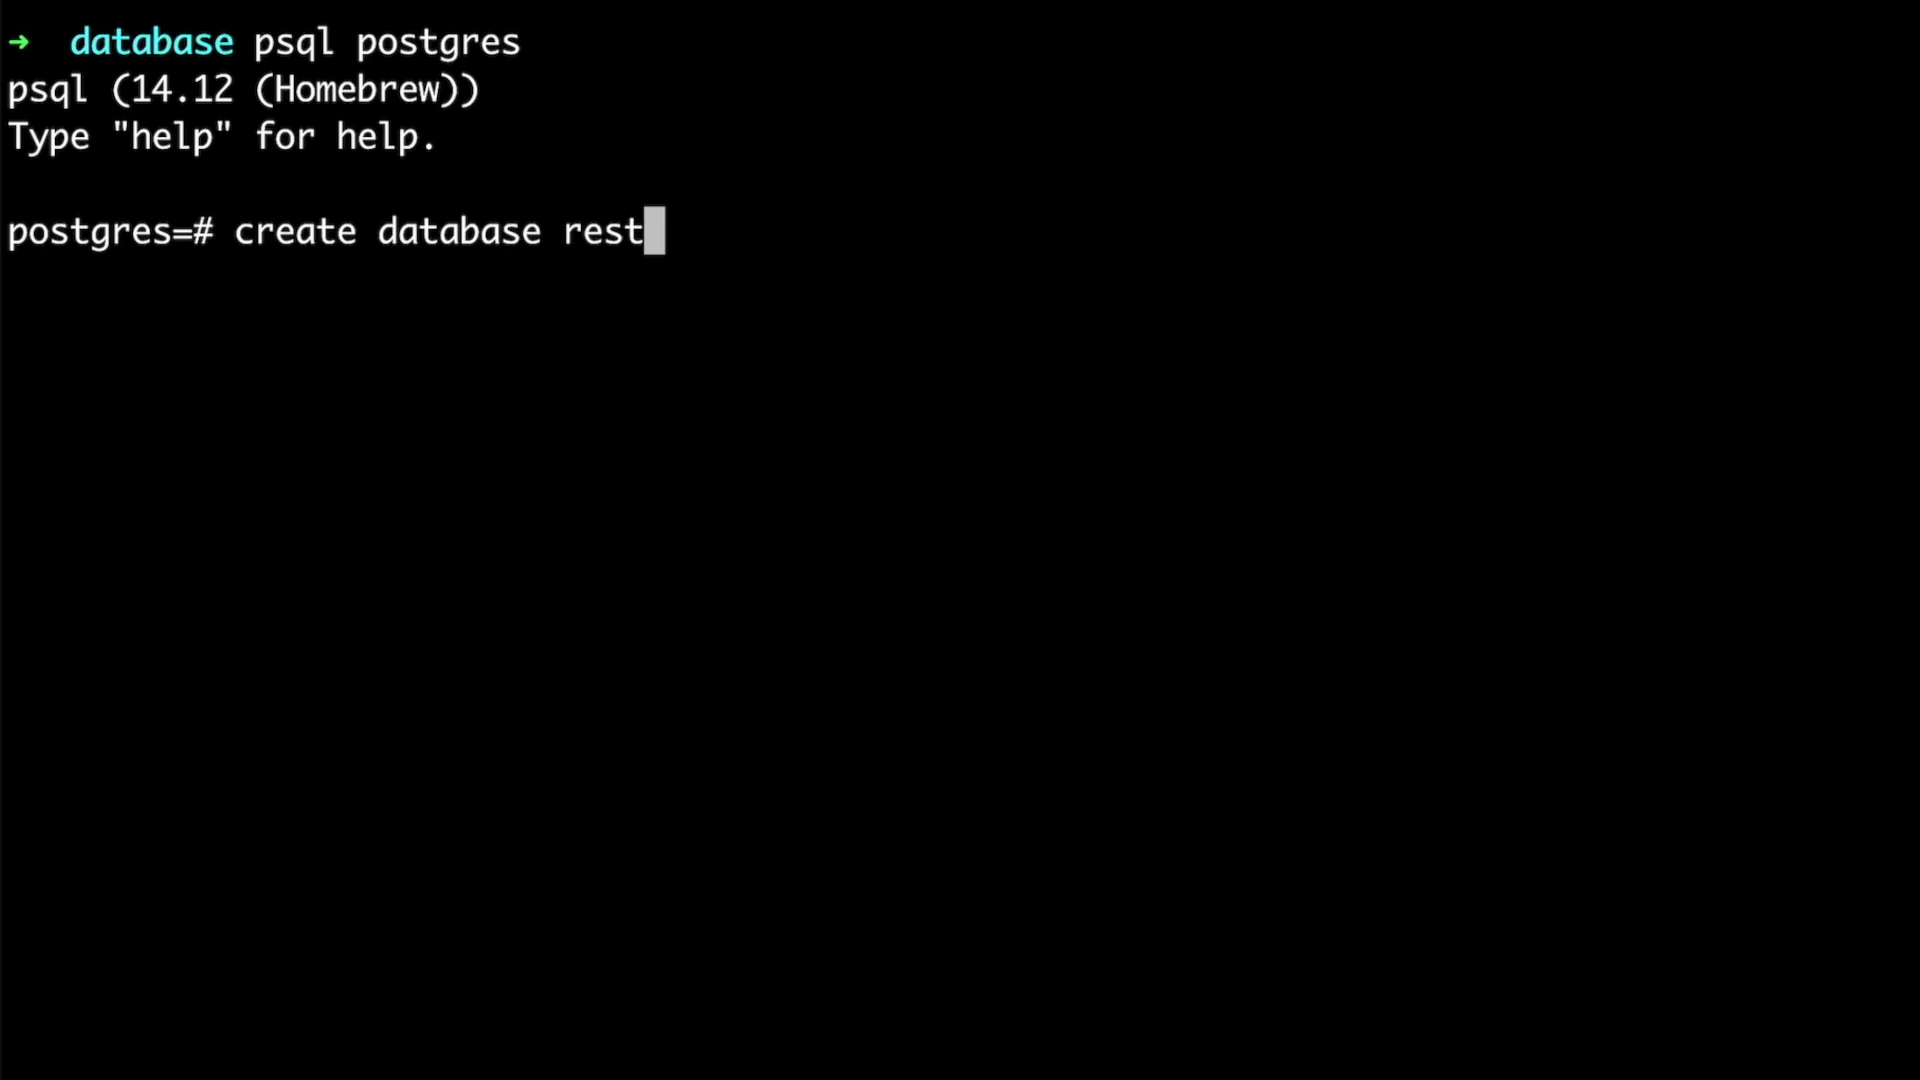 ➜  database psql postgres
psql (14.12 (Homebrew))
Type "help" for help.
postgres=# create database rest